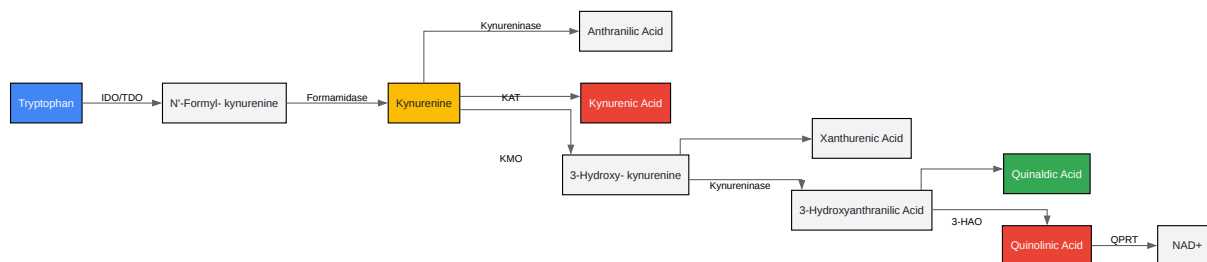 Kynureninase
Anthranilic Acid
Tryptophan
IDO/TDO
N'-Formyl- kynurenine
Formamidase
Kynurenine
KAT
Kynurenic Acid
KMO
3-Hydroxy- kynurenine
Xanthurenic Acid
Kynureninase
3-Hydroxyanthranilic Acid
Quinaldic Acid
3-HAO
Quinolinic Acid
QPRT
NAD+